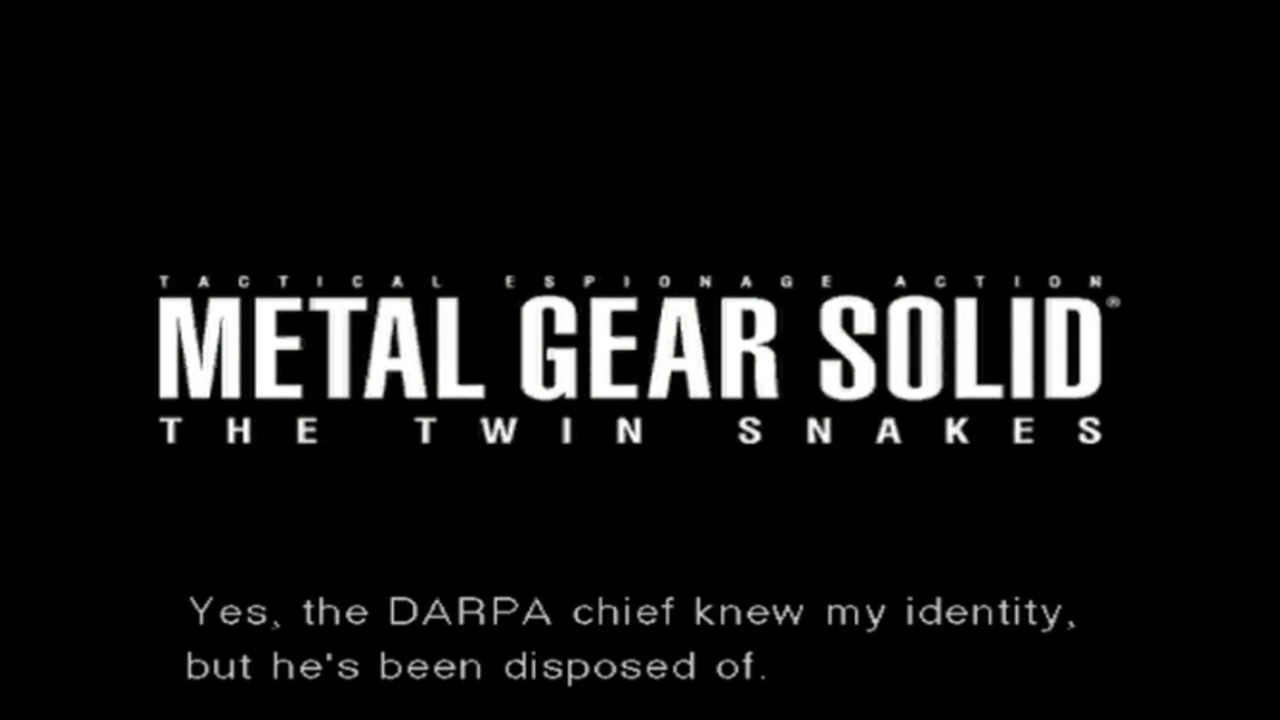 TACTICAL ESPIONAGE ACTION
METAL GEAR SOLID®
THE TWIN SNAKES
Yes, the DARPA chief knew my identity,
but he's been disposed of.